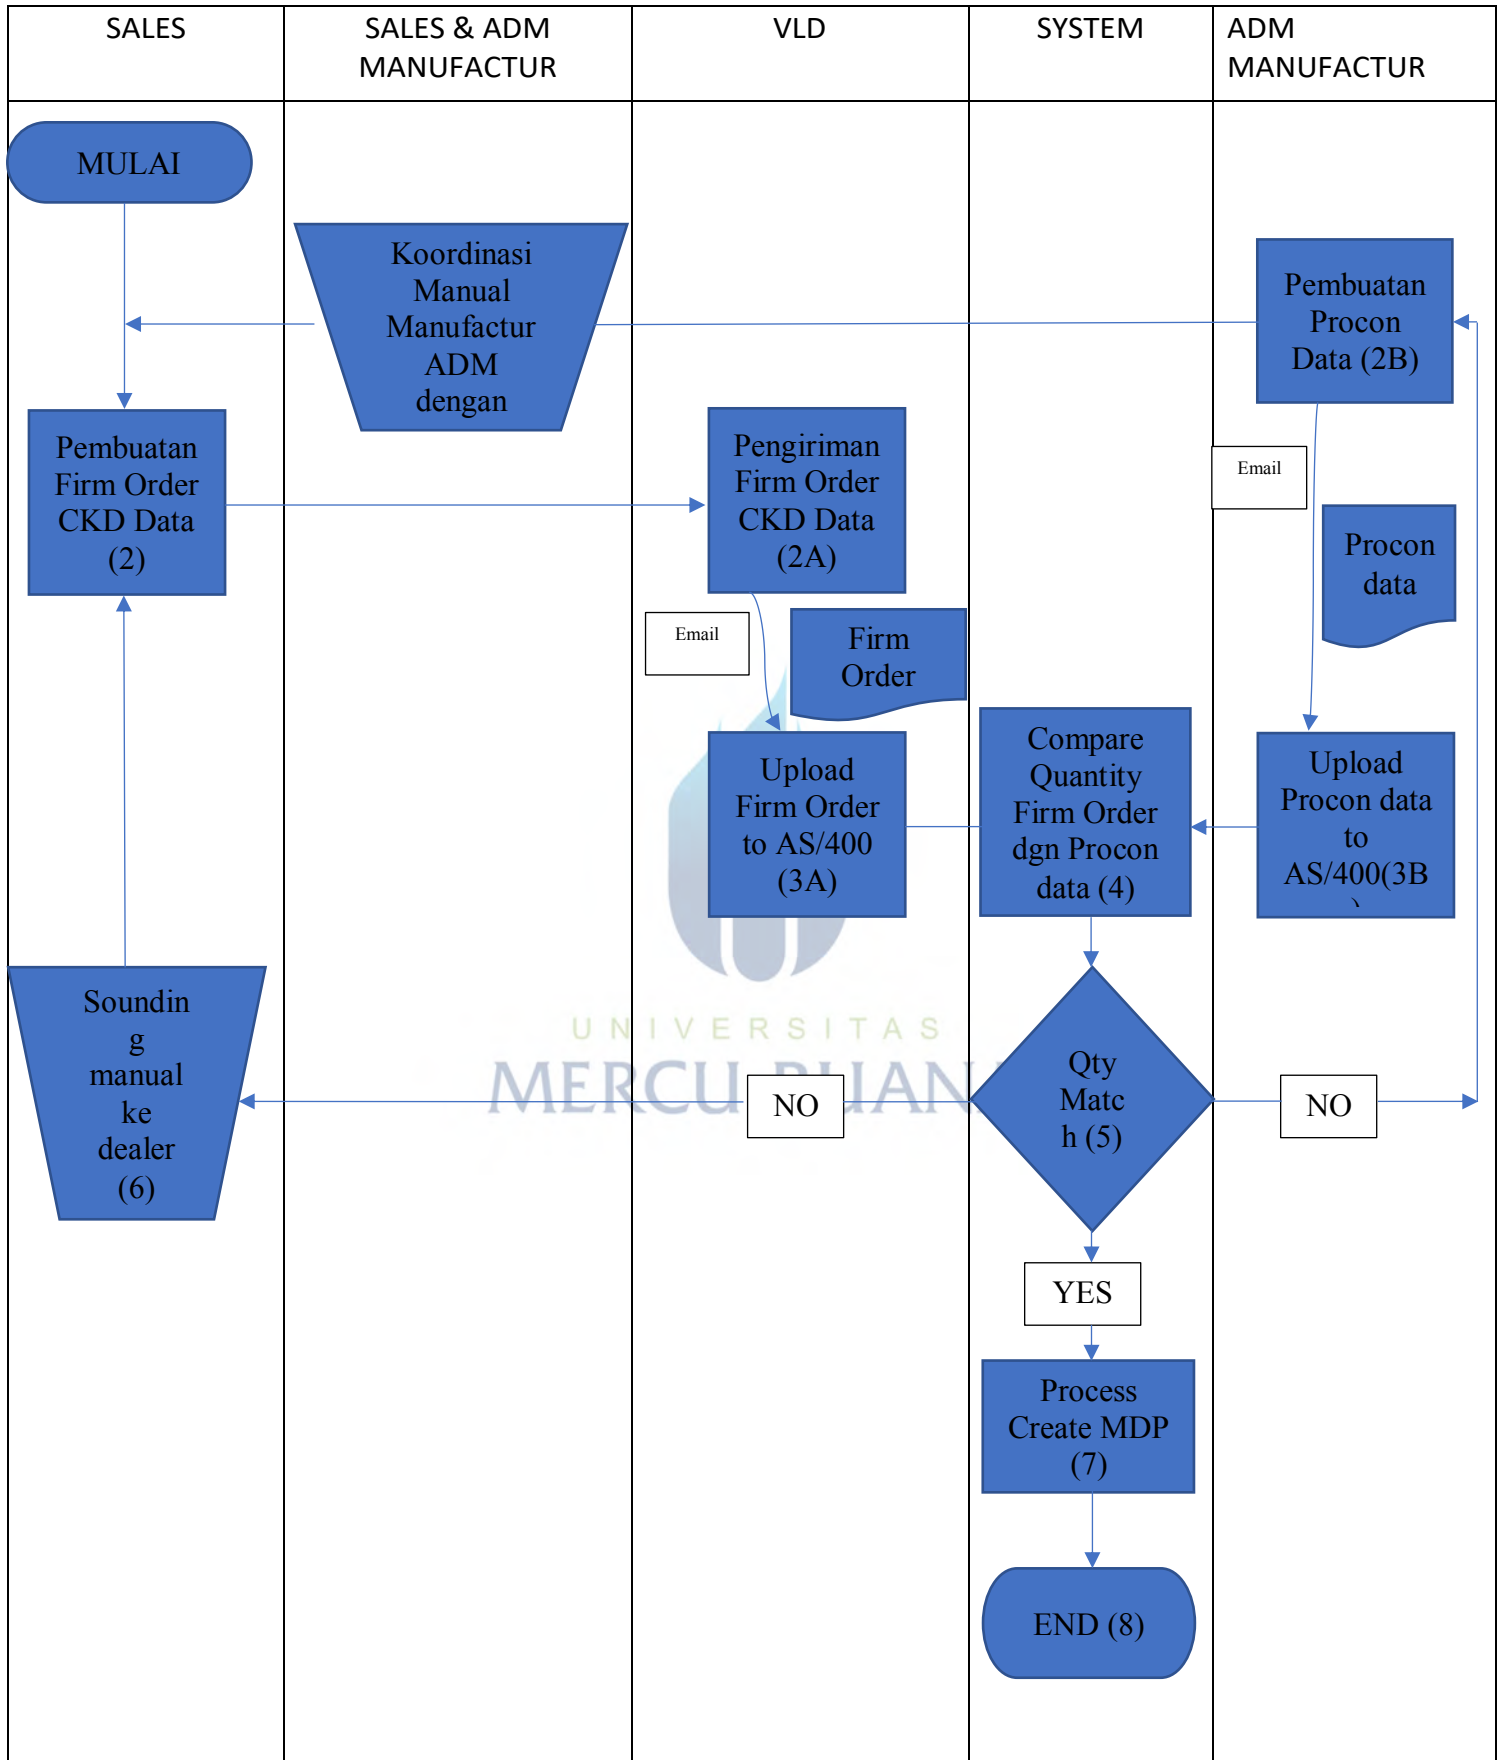 SALES
SALES & ADM
MANUFACTUR
VLD
SYSTEM
ADM
MANUFACTUR
MULAI
Koordinasi
Manual
Manufactur
ADM
dengan
Pembuatan
Procon
Data (2B)
Pembuatan
Firm Order
CKD Data
(2)
Pengiriman
Firm Order
CKD Data
(2A)
Email
Procon
data
Email
Firm
Order
Upload
Firm Order
to AS/400
(3A)
Compare
Quantity
Firm Order
dgn Procon
data (4)
Upload
Procon data
to
AS/400(3B
)
Soundin
g
manual
ke
dealer
(6)
UNIVERSITAS
MERCU BUAN
NO
Qty
Matc
h (5)
NO
YES
Process
Create MDP
(7)
END (8)